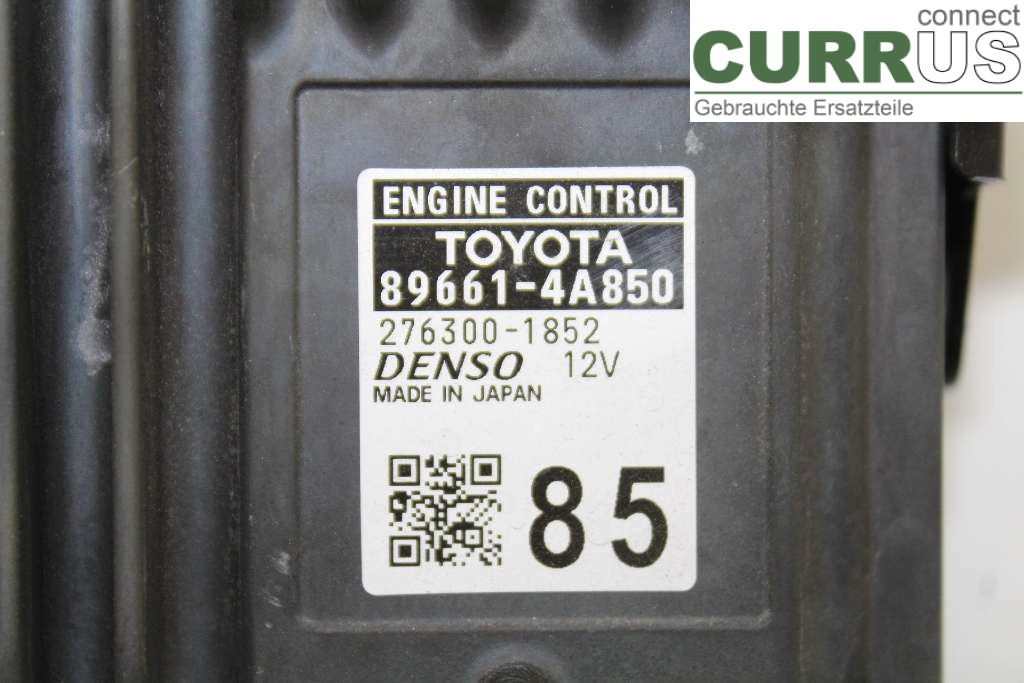 connect
CURRUS
Gebrauchte Ersatzteile
ENGINE CONTROL
TOYOTA
89661-4A850
276300-1852
DENSO 12V
MADE IN JAPAN
85